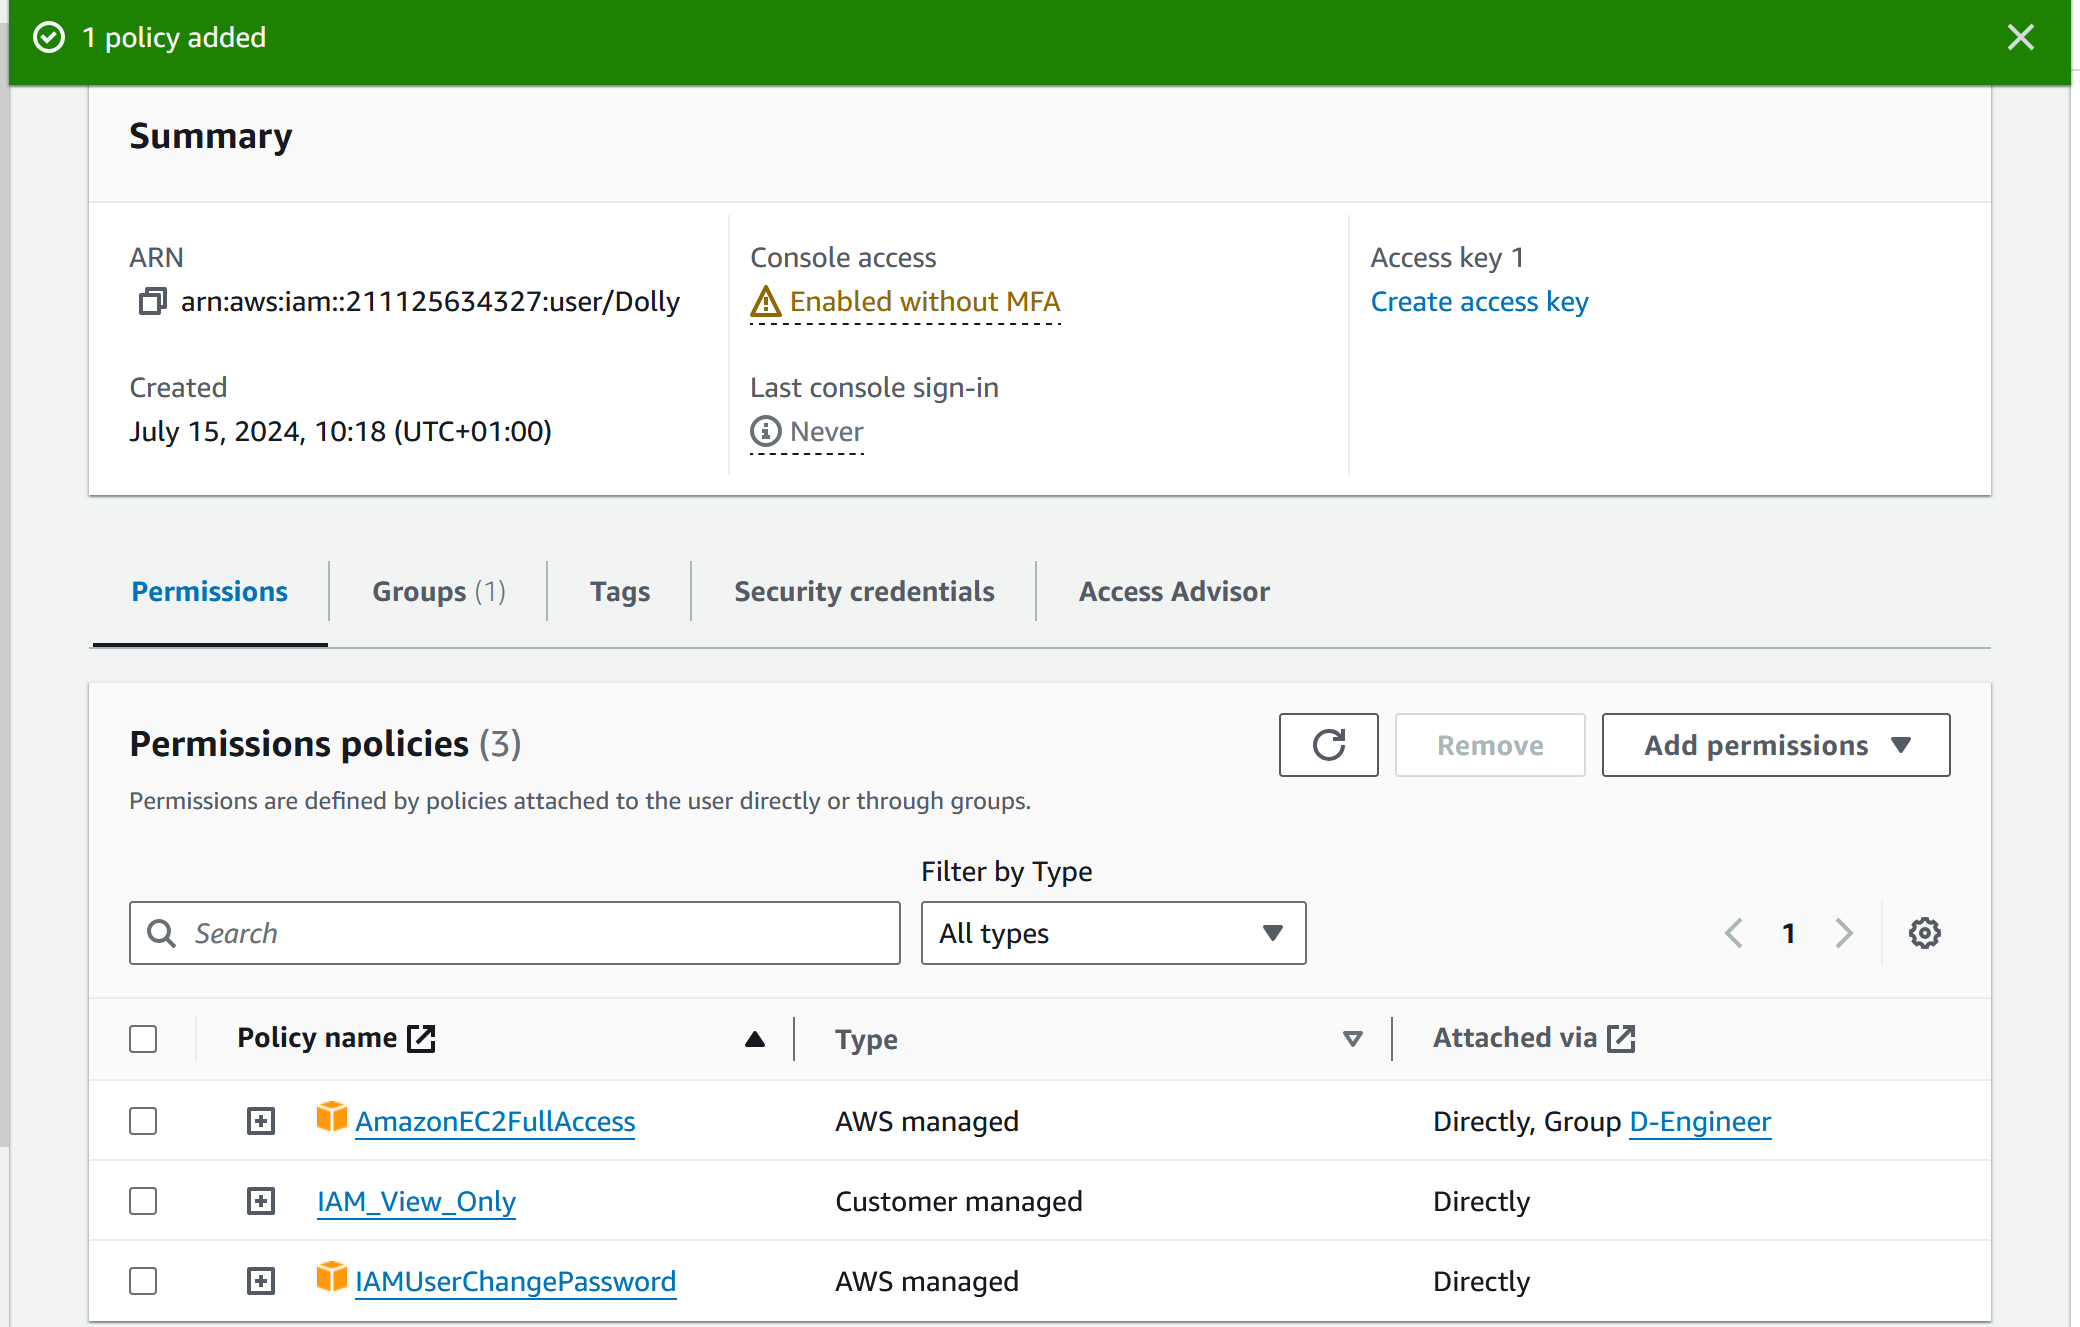 1 policy added
Summary
ARN
arn:aws:iam::211125634327:user/Dolly
Console access
Enabled without MFA
Access key 1
Create access key
Created
July 15, 2024, 10:18 (UTC+01:00)
Last console sign-in
Never
Permissions Groups (1) Tags Security credentials Access Advisor
Permissions policies (3)
Remove
Add permissions
Permissions are defined by policies attached to the user directly or through groups.
Filter by Type
Search
All types
1
Policy name Type Attached via
AmazonEC2FullAccess AWS managed Directly, Group D-Engineer
IAM_View_Only Customer managed Directly
IAMUserChangePassword AWS managed Directly